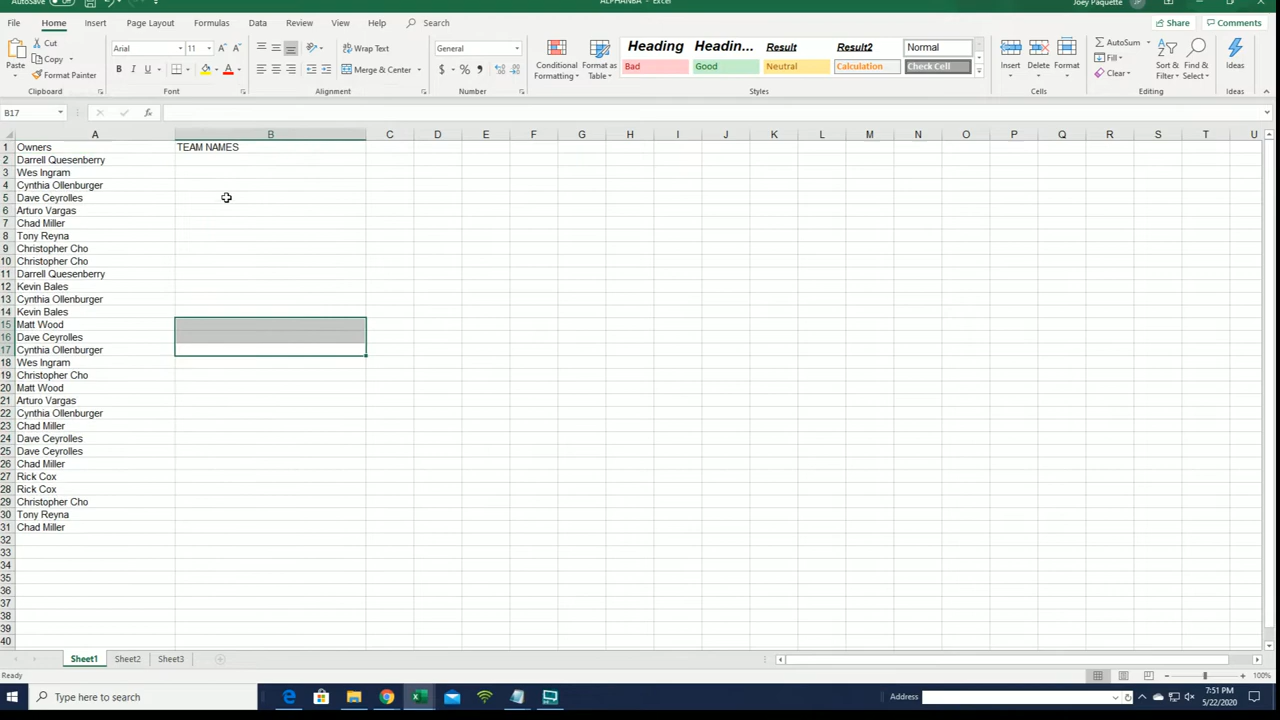 AutoSave
ALPHANBA - Excel
Joey Paquette
JP
File Home Insert Page Layout Formulas Data Review View Help Search
Share Comments
Paste
Cut
Copy
Format Painter
Clipboard
Arial 11
B I U
Font
Wrap Text
Merge & Center
Alignment
General
$ % ,
Number
Conditional Formatting
Format as Table
Heading Headin... Result Result2 Normal
Bad Good Neutral Calculation Check Cell
Styles
Insert Delete Format
Cells
AutoSum
Fill
Clear
Sort & Filter
Find & Select
Editing
Ideas
Ideas
B17 fx
A B C D E F G H I J K L M N O P Q R S T U
1 Owners TEAM NAMES
2 Darrell Quesenberry
3 Wes Ingram
4 Cynthia Ollenburger
5 Dave Ceyrolles
6 Arturo Vargas
7 Chad Miller
8 Tony Reyna
9 Christopher Cho
10 Christopher Cho
11 Darrell Quesenberry
12 Kevin Bales
13 Cynthia Ollenburger
14 Kevin Bales
15 Matt Wood
16 Dave Ceyrolles
17 Cynthia Ollenburger
18 Wes Ingram
19 Christopher Cho
20 Matt Wood
21 Arturo Vargas
22 Cynthia Ollenburger
23 Chad Miller
24 Dave Ceyrolles
25 Dave Ceyrolles
26 Chad Miller
27 Rick Cox
28 Rick Cox
29 Christopher Cho
30 Tony Reyna
31 Chad Miller
32
33
34
35
36
37
38
39
40
Sheet1 Sheet2 Sheet3
Ready
100%
Type here to search
Address
7:51 PM
5/22/2020